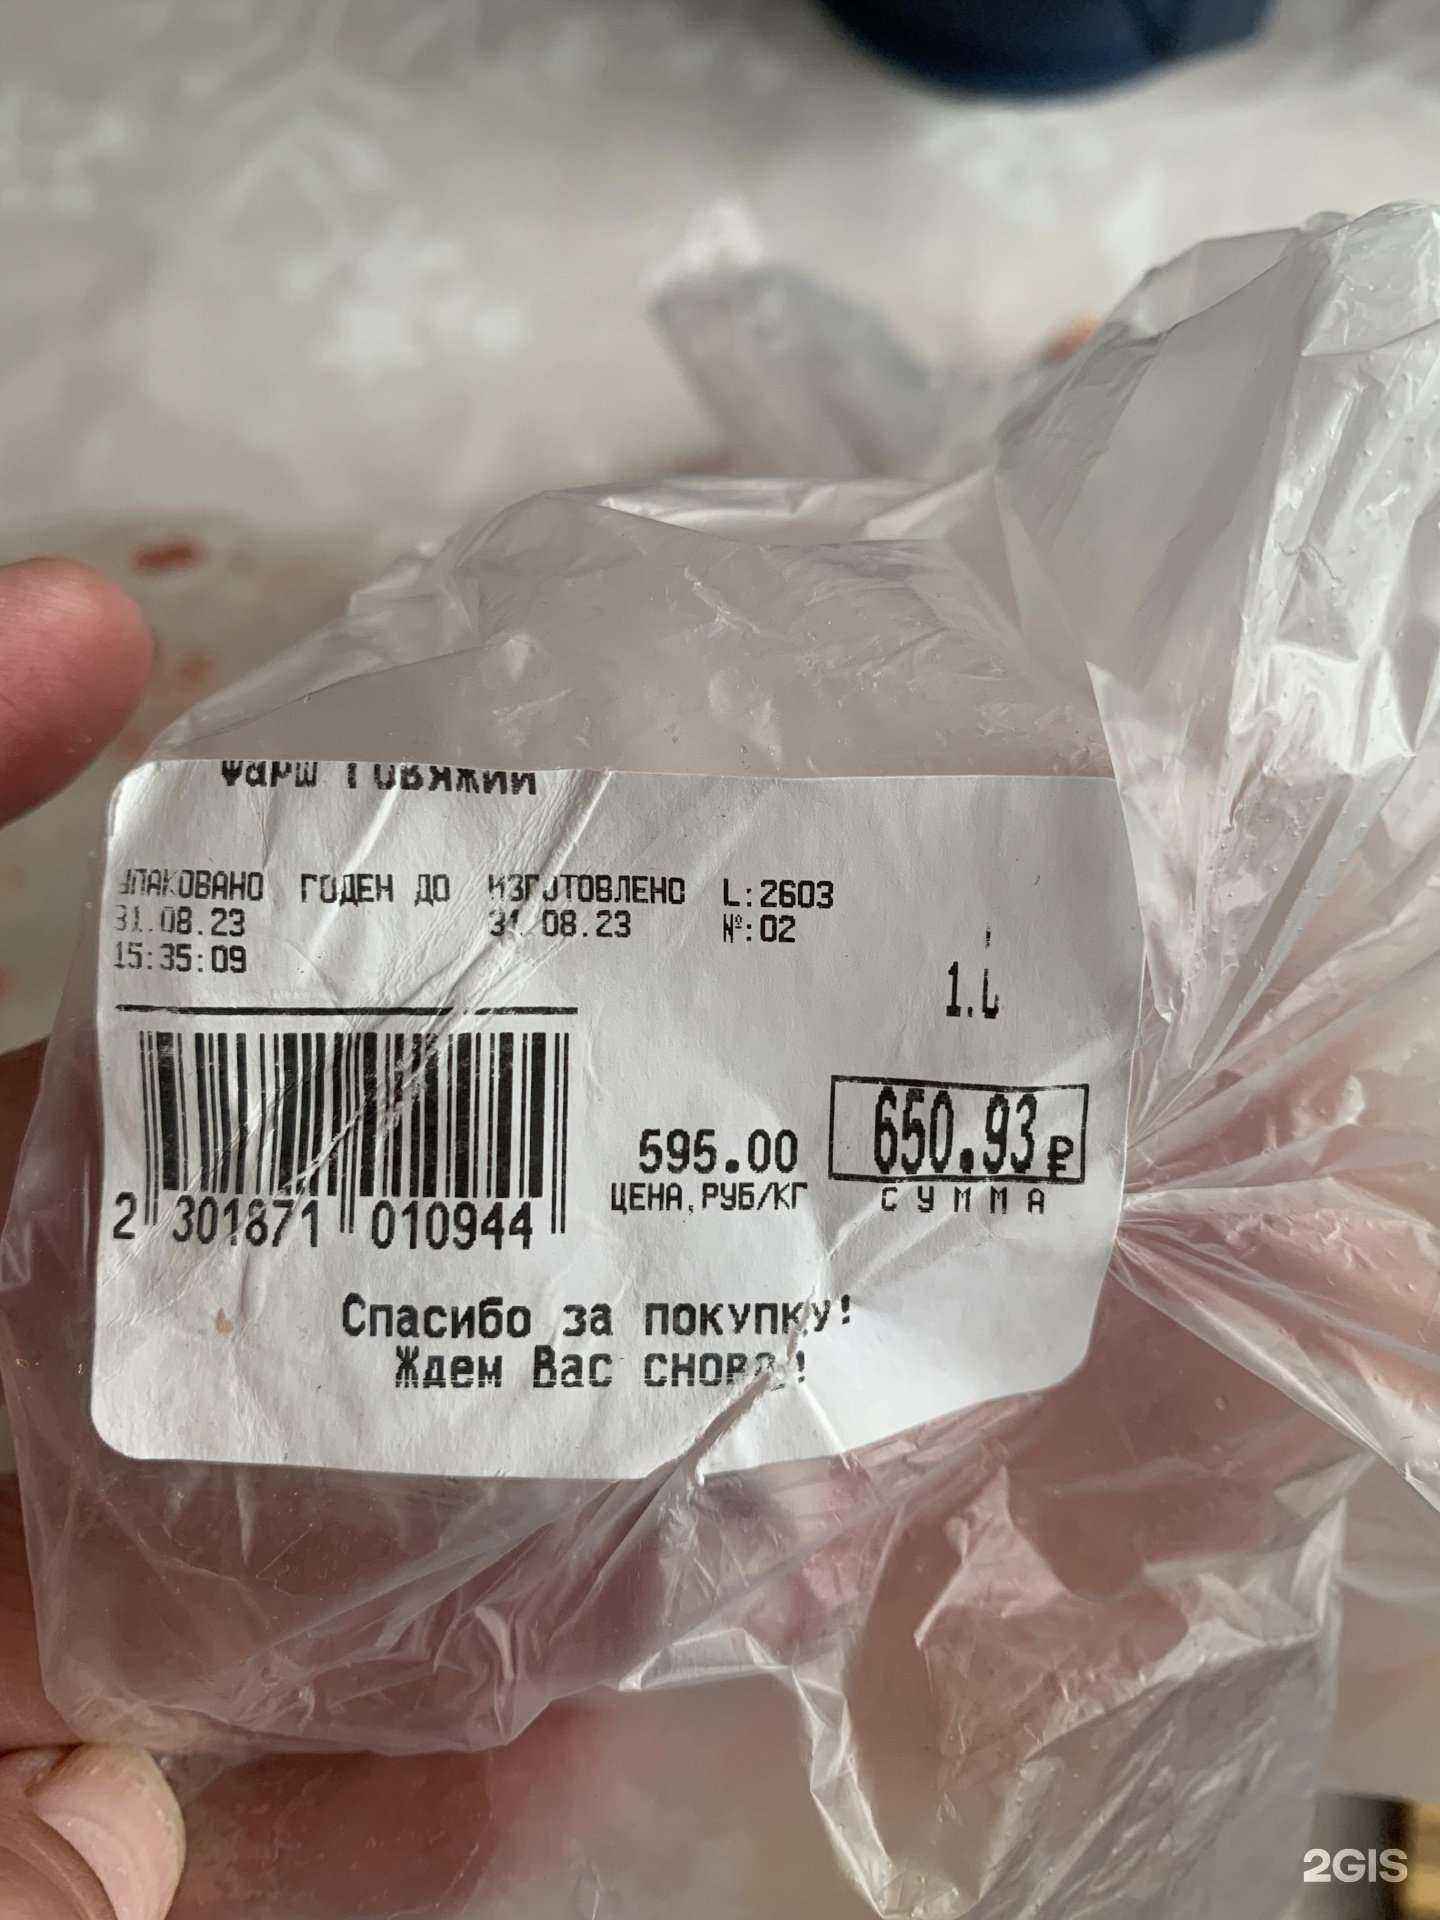 Фарш Говяжий
УПАКОВАНО ГОДЕН ДО ИЗГОТОВЛЕНО L:2603
31.08.23 31.08.23 №:02
15:35:09
595.00 650.93 ₽
ЦЕНА,РУБ/КГ СУММА
2 301871 010944
Спасибо за покупку!
Ждем Вас снова!
2GIS